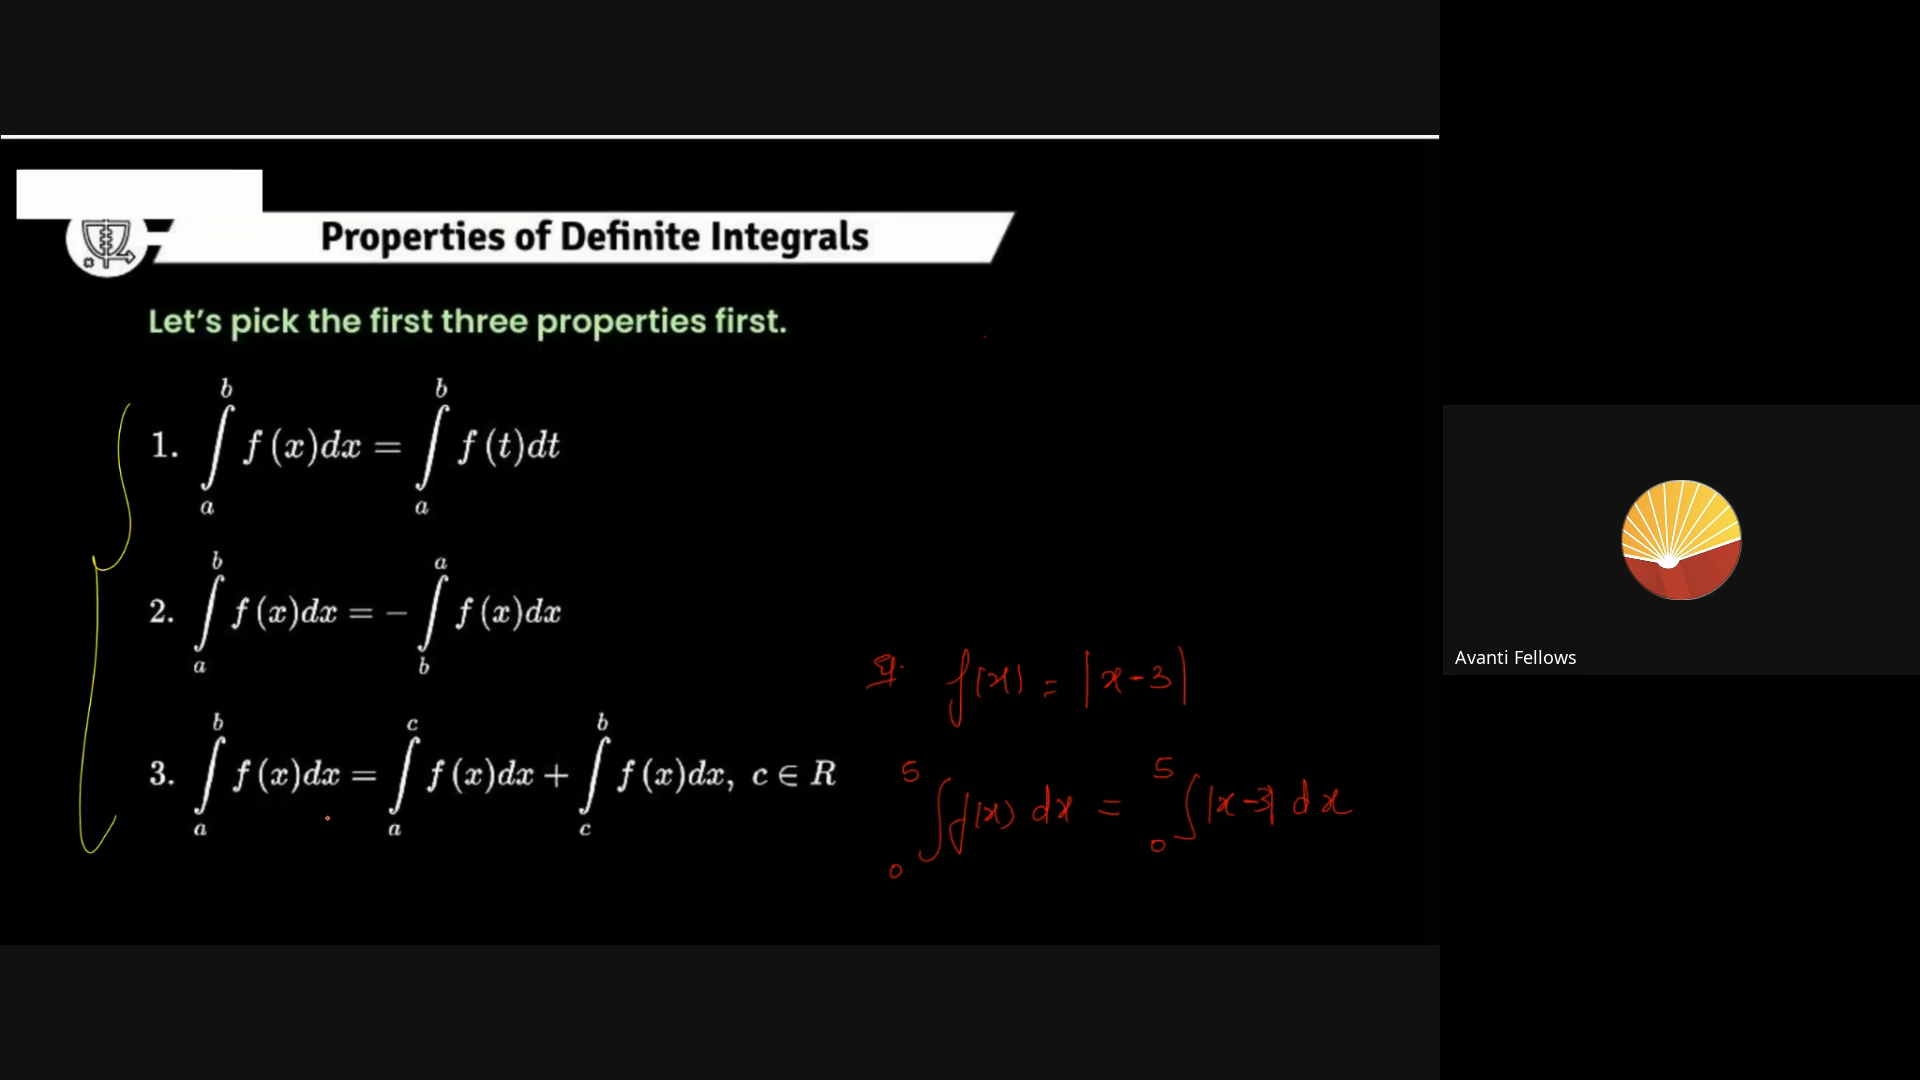 Properties of Definite Integrals
Let's pick the first three properties first.
1. ∫_a^b f(x)dx = ∫_a^b f(t)dt
2. ∫_a^b f(x)dx = − ∫_b^a f(x)dx
3. ∫_a^b f(x)dx = ∫_a^c f(x)dx + ∫_c^b f(x)dx, c ∈ R
f(x) = |x-3|
∫_0^5 f(x) dx = ∫_0^5 |x-3| dx
Avanti Fellows